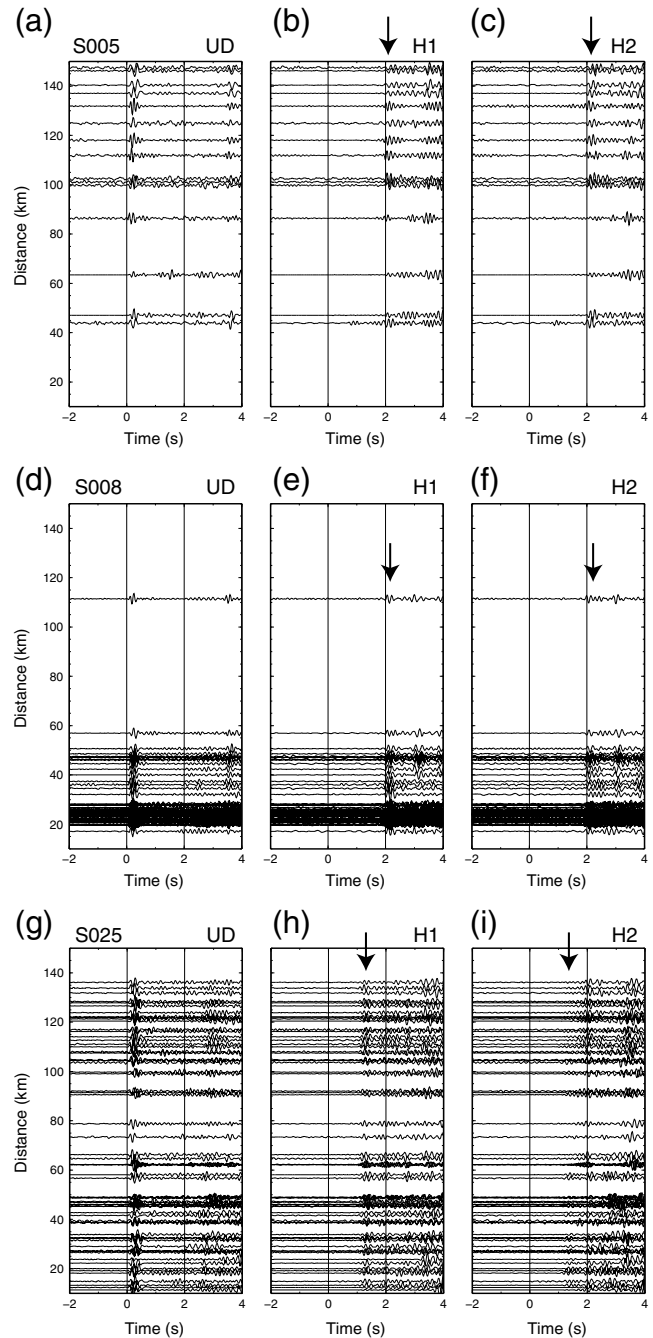 (a) (b) (c)
S005 UD H1 H2
140
120
100
80
60
40
20
Distance (km)
−2 0 2 4 −2 0 2 4 −2 0 2 4
Time (s) Time (s) Time (s)
(d) (e) (f)
S008 UD H1 H2
140
120
100
80
60
40
20
Distance (km)
−2 0 2 4 −2 0 2 4 −2 0 2 4
Time (s) Time (s) Time (s)
(g) (h) (i)
S025 UD H1 H2
140
120
100
80
60
40
20
Distance (km)
−2 0 2 4 −2 0 2 4 −2 0 2 4
Time (s) Time (s) Time (s)